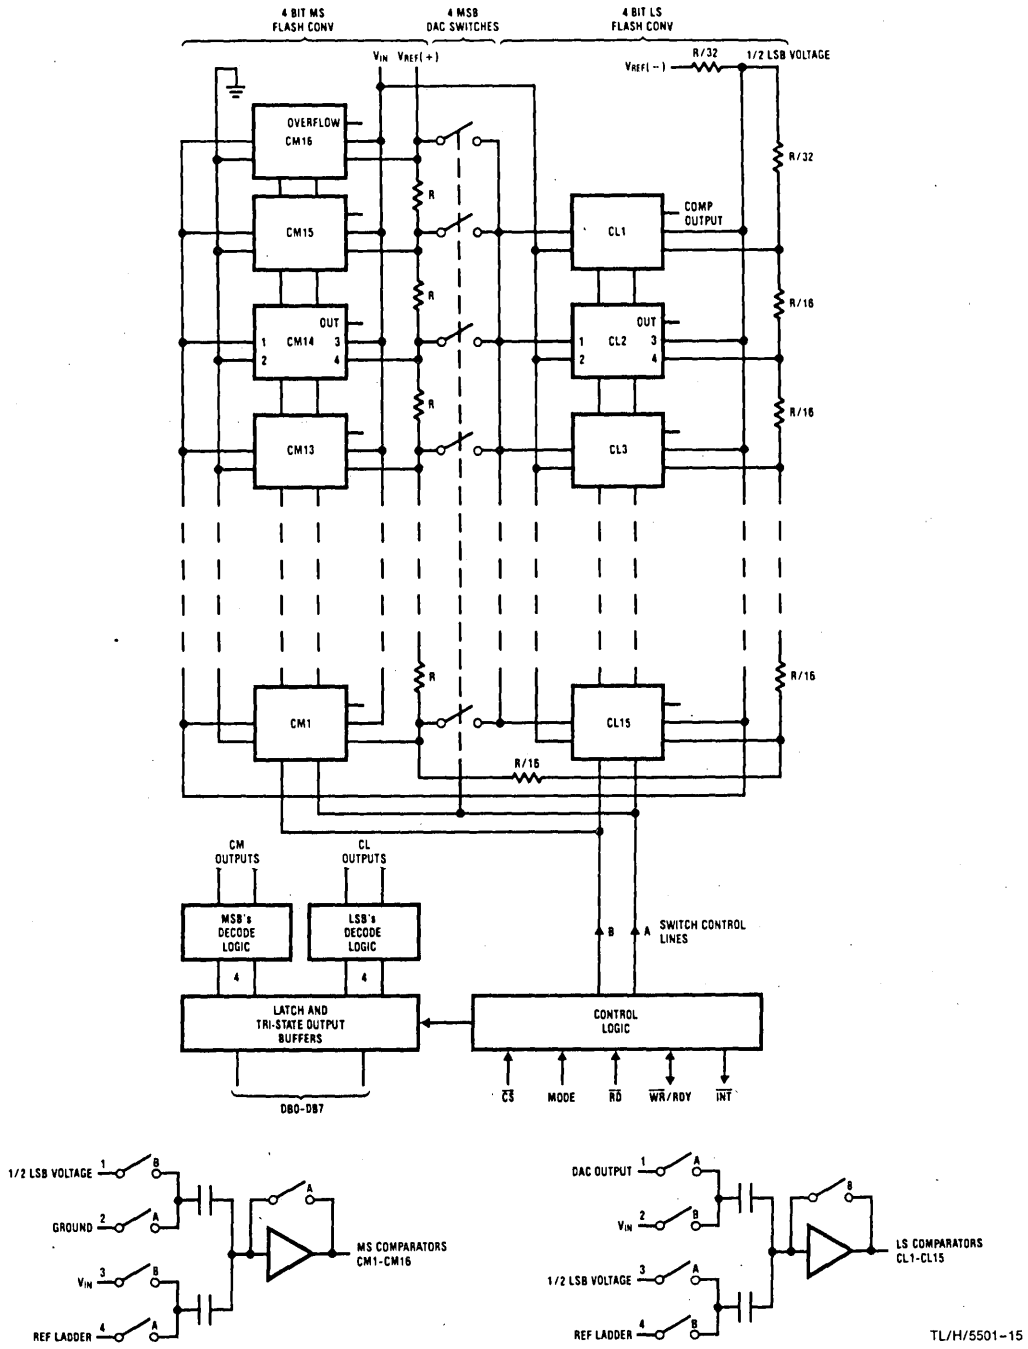 4 BIT MS
FLASH CONV
4 MSB
DAC SWITCHES
4 BIT LS
FLASH CONV
VIN
VREF(+)
VREF(−)
R/32
1/2 LSB VOLTAGE
OVERFLOW
CM16
R/32
R
CM15
CL1
COMP
OUTPUT
R
R/16
OUT
1
CM14
3
2
4
OUT
1
CL2
3
2
4
R
R/16
CM13
CL3
R
R/16
CM1
CL15
R/16
CM
OUTPUTS
CL
OUTPUTS
MSB's
DECODE
LOGIC
LSB's
DECODE
LOGIC
B
A
SWITCH CONTROL
LINES
4
4
LATCH AND
TRI-STATE OUTPUT
BUFFERS
CONTROL
LOGIC
CS
MODE
RD
WR/RDY
INT
DB0-DB7
1/2 LSB VOLTAGE
1
B
A
GROUND
2
A
VIN
3
B
REF LADDER
4
A
MS COMPARATORS
CM1-CM16
DAC OUTPUT
1
A
B
VIN
2
B
1/2 LSB VOLTAGE
3
A
REF LADDER
4
B
LS COMPARATORS
CL1-CL15
TL/H/5501-15